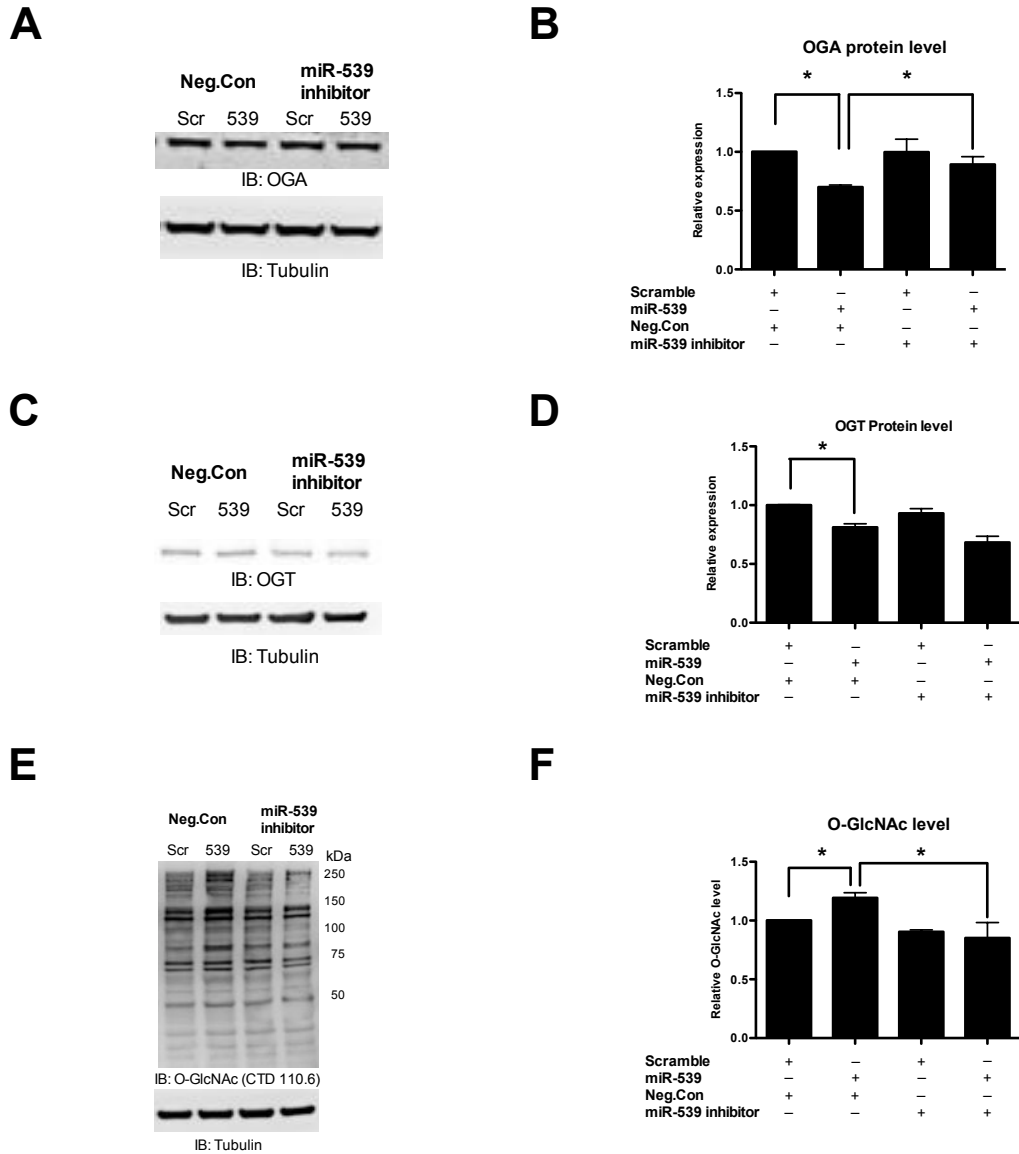 A
Neg.Con miR-539 inhibitor
Scr 539 Scr 539
IB: OGA
IB: Tubulin
B
OGA protein level
* *
Relative expression
1.5
1.0
0.5
0.0
Scramble + – + –
miR-539 – + – +
Neg.Con + + – –
miR-539 inhibitor – – + +
C
Neg.Con miR-539 inhibitor
Scr 539 Scr 539
IB: OGT
IB: Tubulin
D
OGT Protein level
*
Relative expression
1.5
1.0
0.5
0.0
Scramble + – + –
miR-539 – + – +
Neg.Con + + – –
miR-539 inhibitor – – + +
E
Neg.Con miR-539 inhibitor
Scr 539 Scr 539
kDa
250
150
100
75
50
IB: O-GlcNAc (CTD 110.6)
IB: Tubulin
F
O-GlcNAc level
* *
Relative O-GlcNAc level
1.5
1.0
0.5
0.0
Scramble + – + –
miR-539 – + – +
Neg.Con + + – –
miR-539 inhibitor – – + +